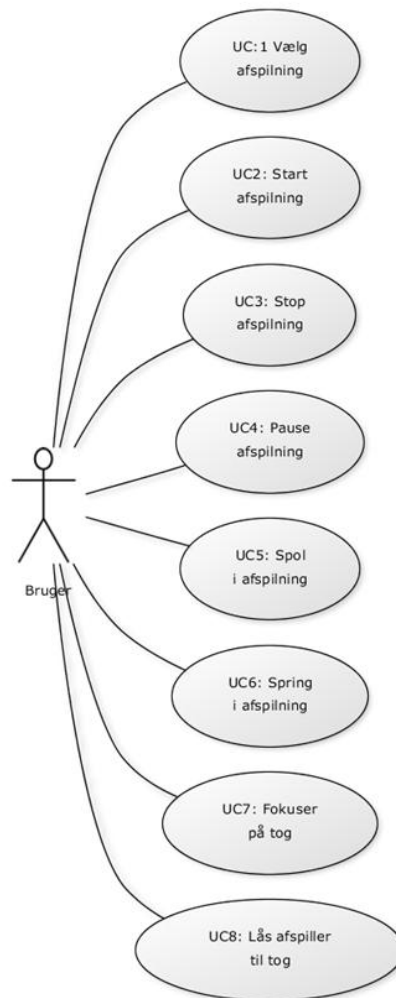 UC:1 Vælg
afspilning
UC2: Start
afspilning
UC3: Stop
afspilning
UC4: Pause
afspilning
UC5: Spol
i afspilning
Bruger
UC6: Spring
i afspilning
UC7: Fokuser
på tog
UC8: Lås afspiller
til tog